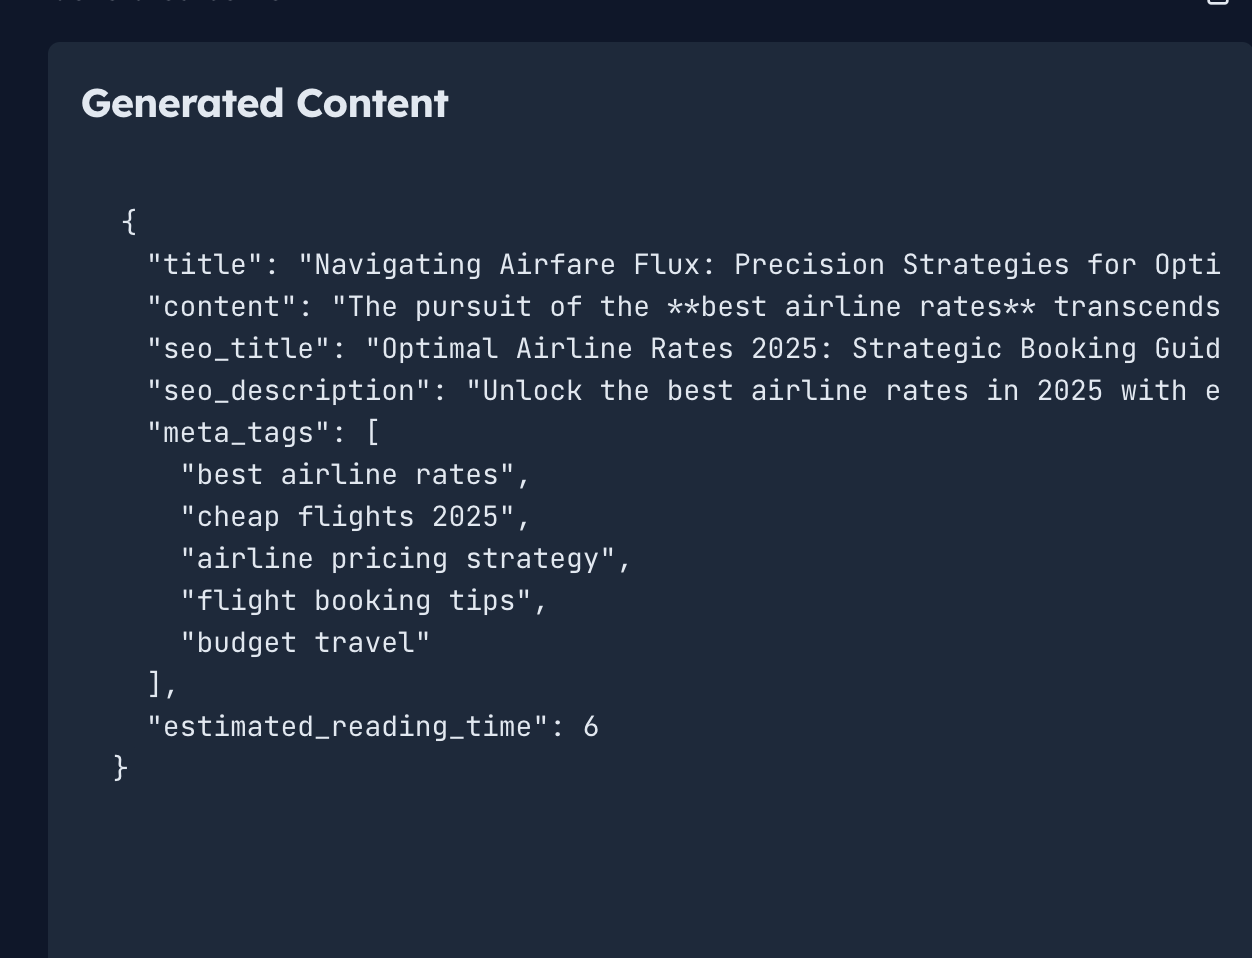 Generated Content
{
"title": "Navigating Airfare Flux: Precision Strategies for Opti
"content": "The pursuit of the **best airline rates** transcends
"seo_title": "Optimal Airline Rates 2025: Strategic Booking Guid
"seo_description": "Unlock the best airline rates in 2025 with e
"meta_tags": [
"best airline rates",
"cheap flights 2025",
"airline pricing strategy",
"flight booking tips",
"budget travel"
],
"estimated_reading_time": 6
}